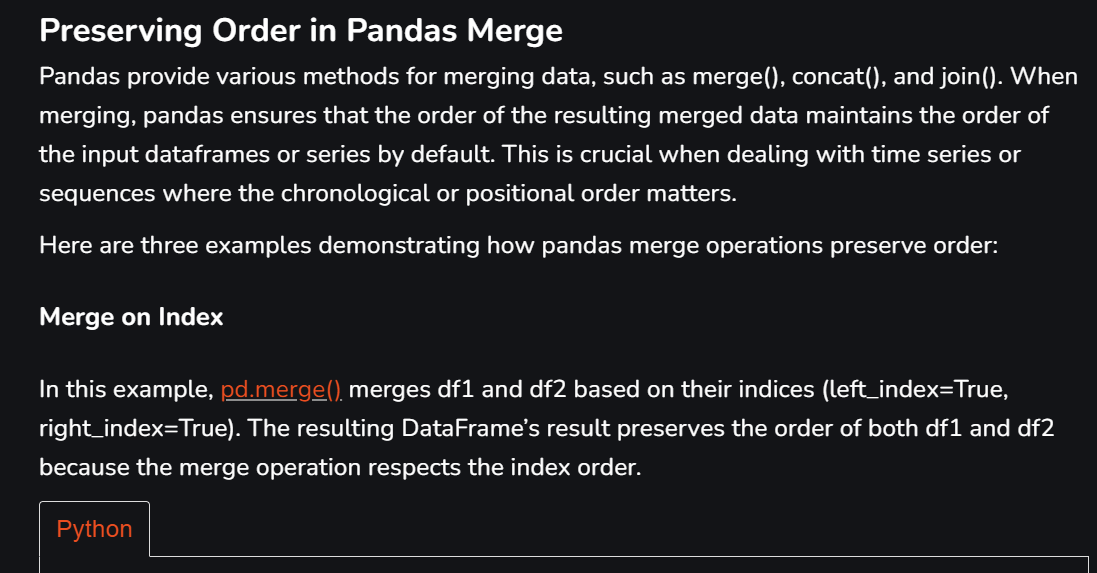 Preserving Order in Pandas Merge
Pandas provide various methods for merging data, such as merge(), concat(), and join(). When
merging, pandas ensures that the order of the resulting merged data maintains the order of
the input dataframes or series by default. This is crucial when dealing with time series or
sequences where the chronological or positional order matters.
Here are three examples demonstrating how pandas merge operations preserve order:
Merge on Index
In this example, pd.merge() merges df1 and df2 based on their indices (left_index=True,
right_index=True). The resulting DataFrame’s result preserves the order of both df1 and df2
because the merge operation respects the index order.
Python